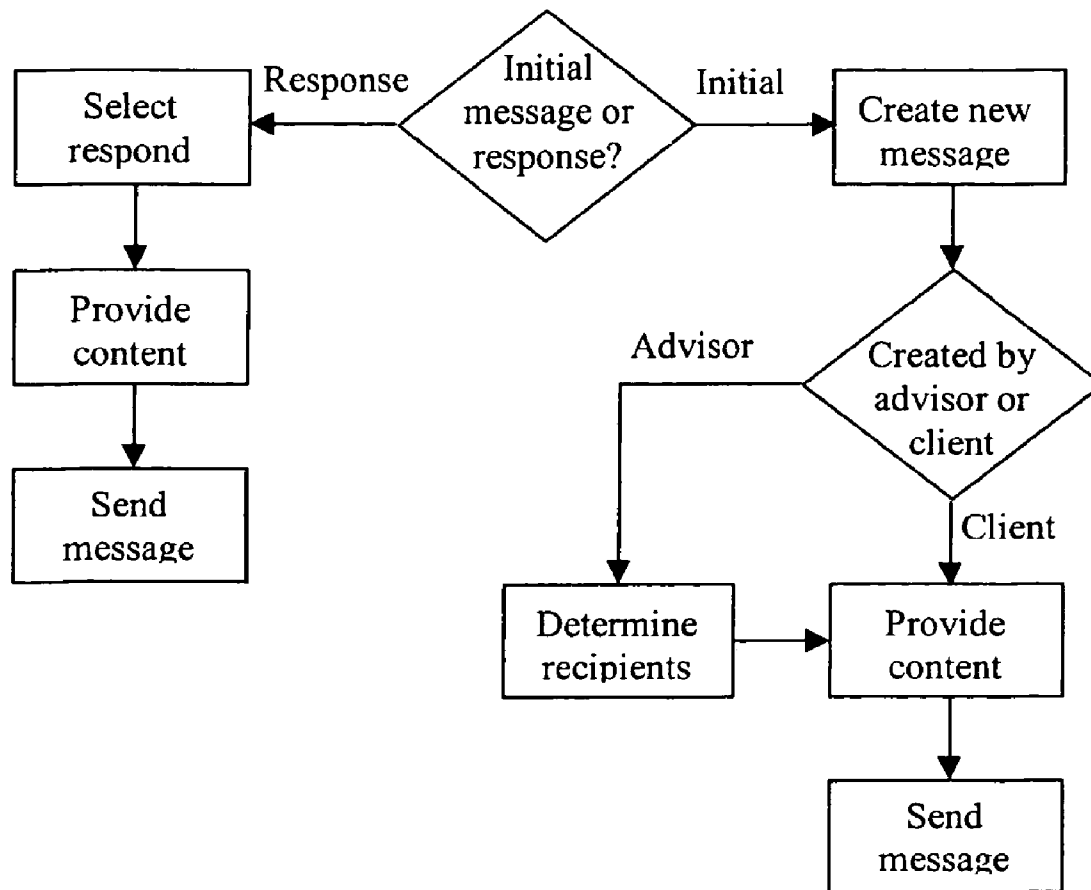 Initial
message or
response?
Response
Initial
Select
respond
Create new
message
Provide
content
Advisor
Created by
advisor or
client
Send
message
Client
Determine
recipients
Provide
content
Send
message